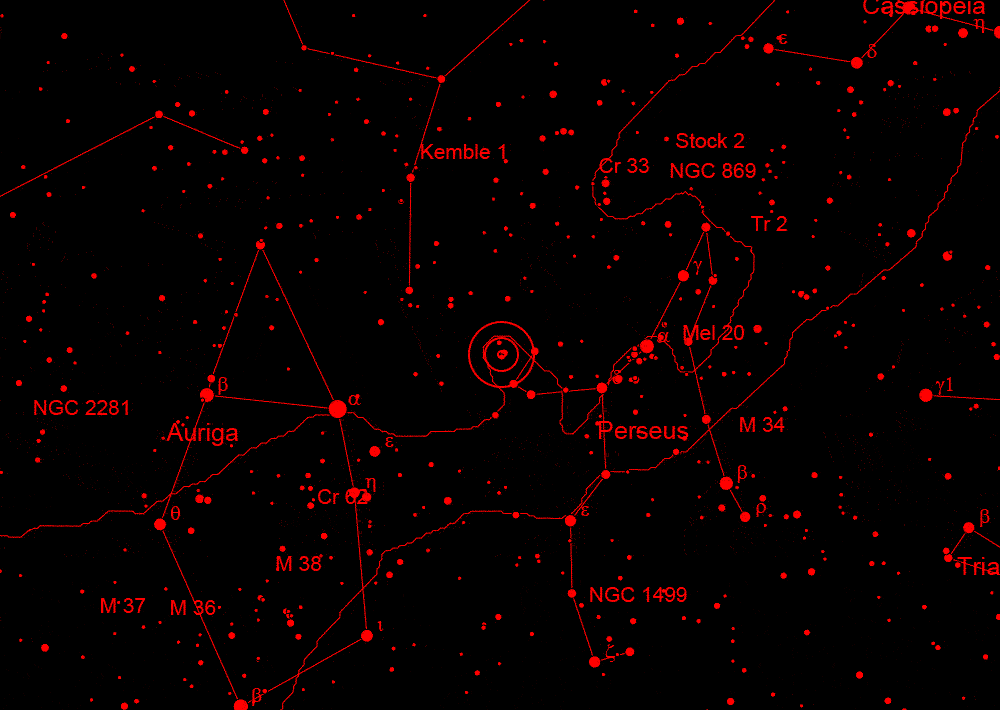 Cassiopeia
η
ε
δ
Stock 2
Kemble 1
Cr 33
NGC 869
Tr 2
γ
Mel 20
α
δ
β
α
γ1
NGC 2281
Auriga
ε
Perseus
M 34
η
Cr 62
β
θ
ε
ρ
β
M 38
Tria
M 37
M 36
NGC 1499
ι
ζ
β